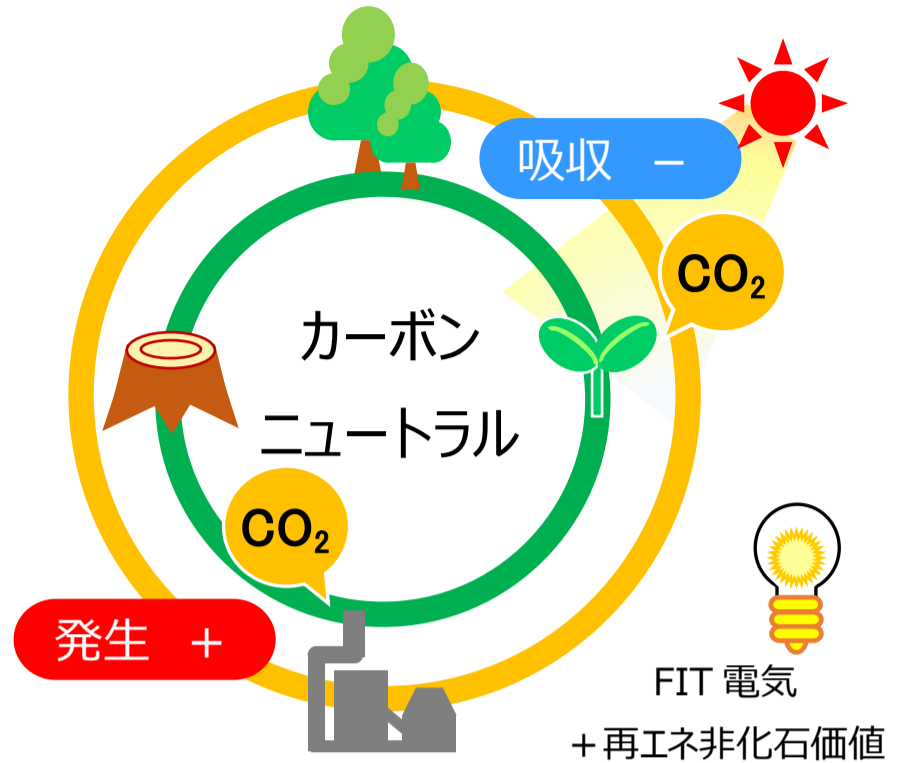 吸収 －
CO₂
カーボン
ニュートラル
CO₂
発生 ＋
FIT 電気
＋再エネ非化石価値